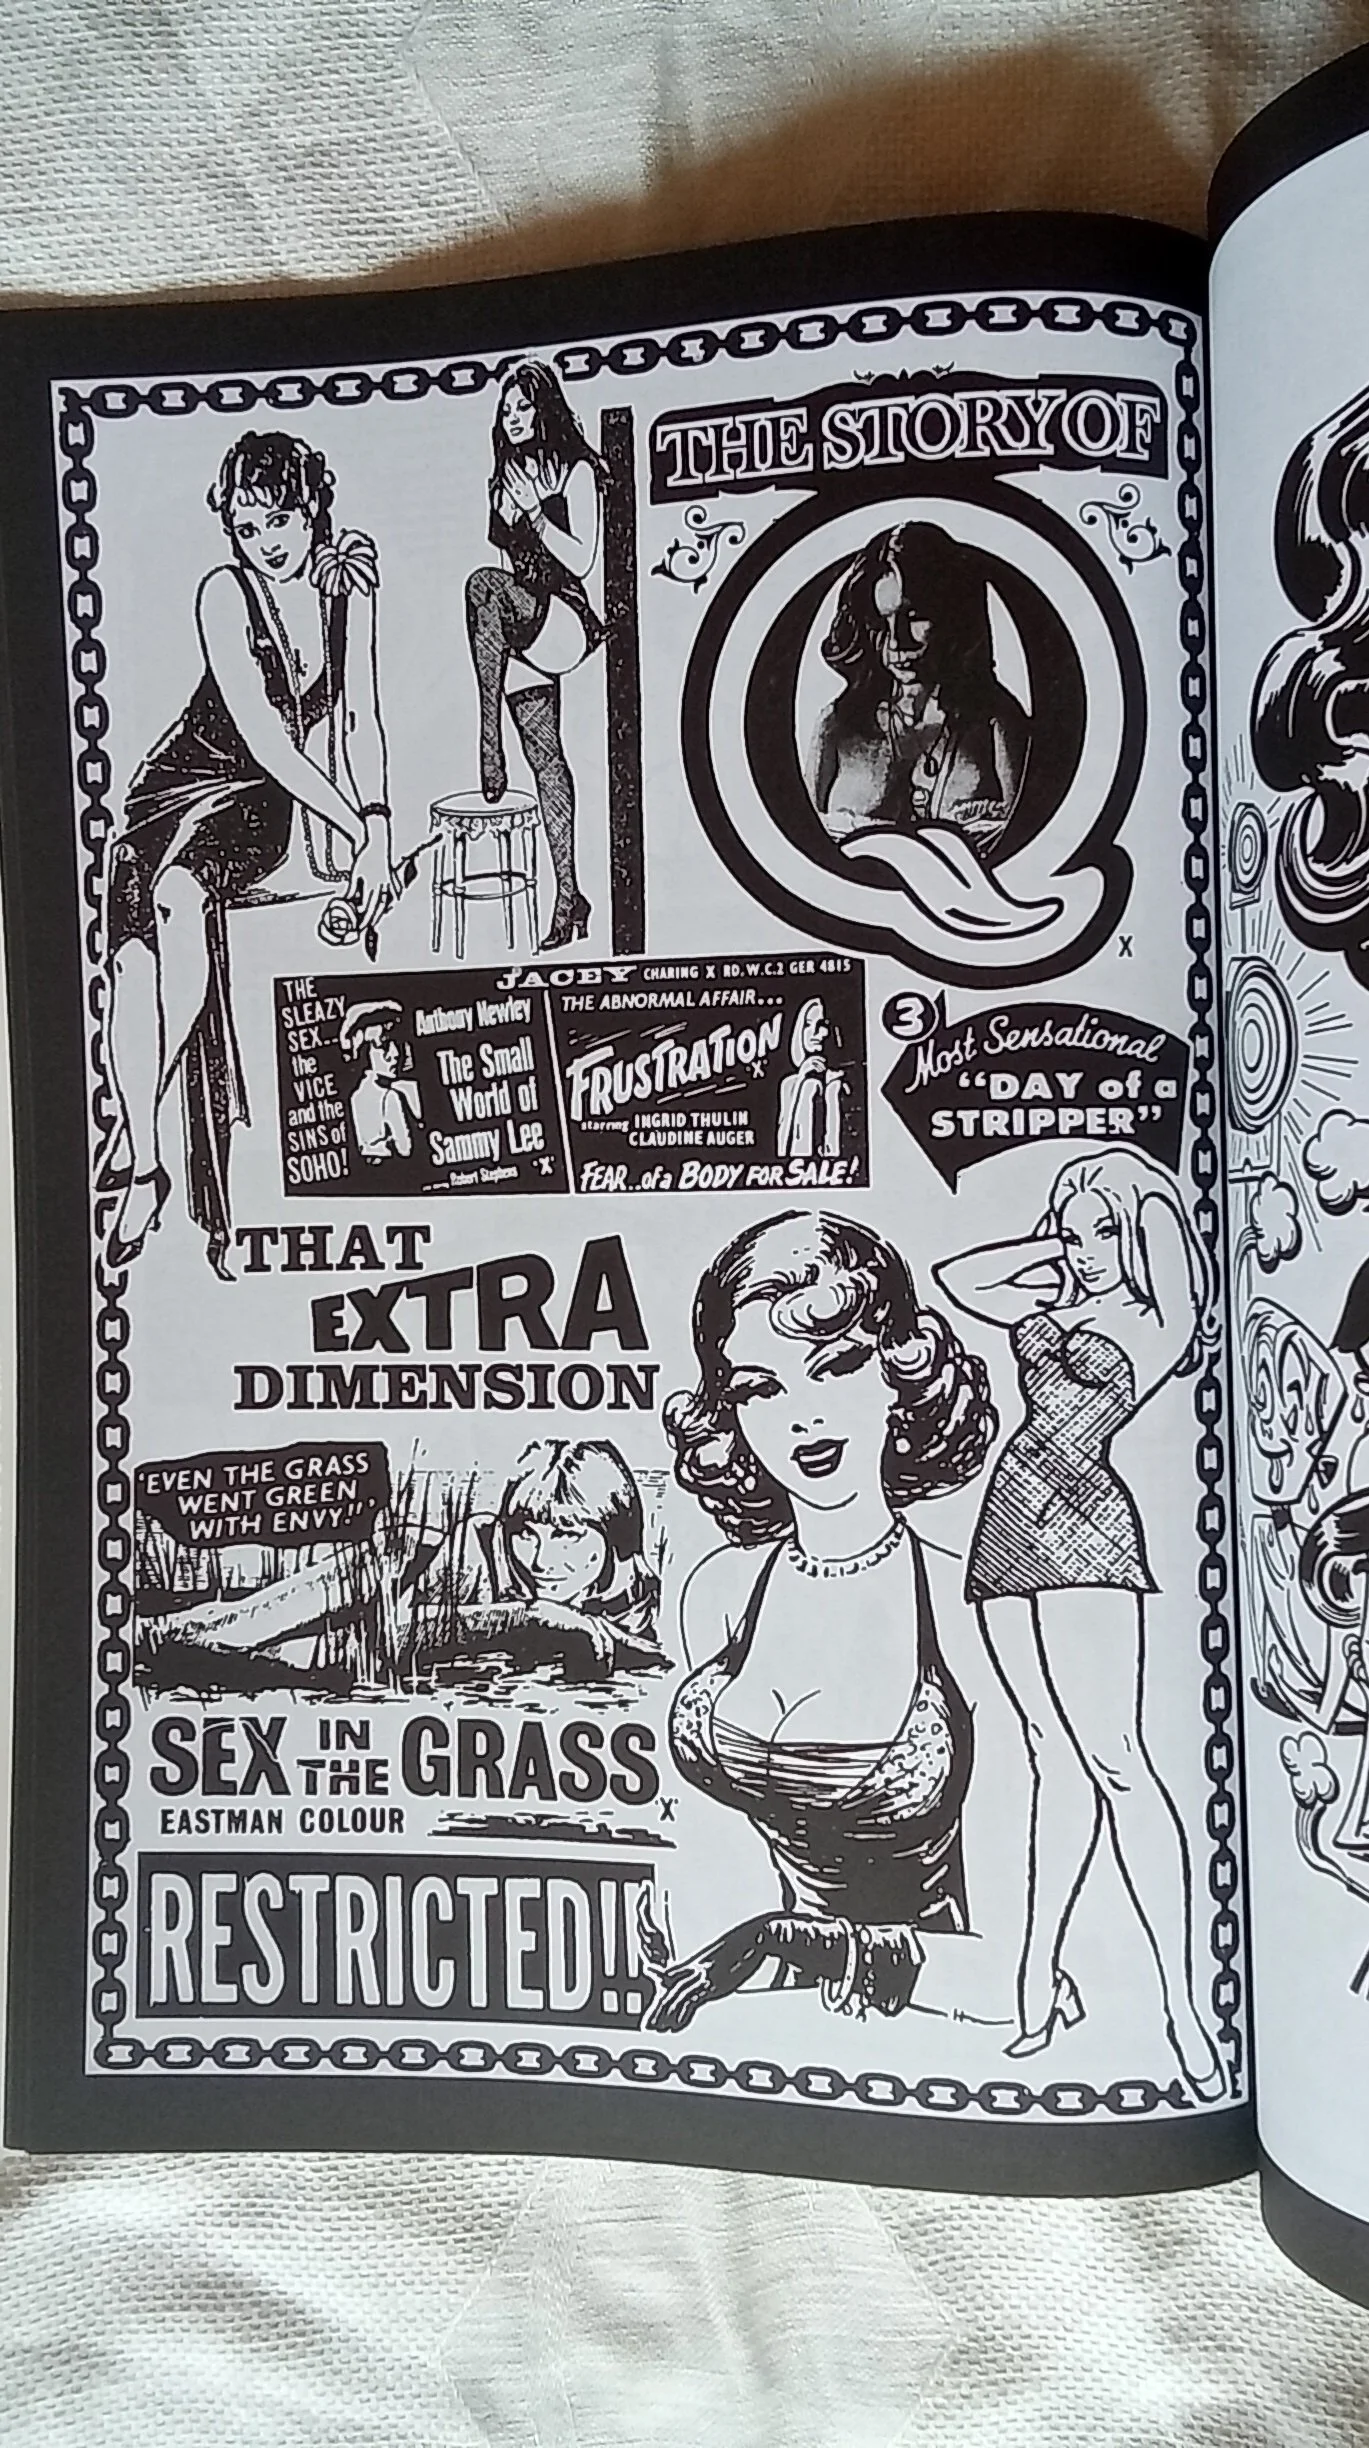 THE STORY OF
Q
X
JACEY CHARING X RD. W.C.2 GER 4815
THE
SLEAZY
SEX...
the
VICE
and the
SINS of
SOHO!
Anthony Newley
The Small
World of
Sammy Lee
Robert Stephens 'X'
THE ABNORMAL AFFAIR...
FRUSTRATION
'X'
starring INGRID THULIN
CLAUDINE AUGER
FEAR..of a BODY FOR SALE!
3
Most Sensational
"DAY of a
STRIPPER"
THAT
EXTRA
DIMENSION
'EVEN THE GRASS
WENT GREEN
WITH ENVY!!'
SEX IN THE GRASS
'X'
EASTMAN COLOUR
RESTRICTED!!